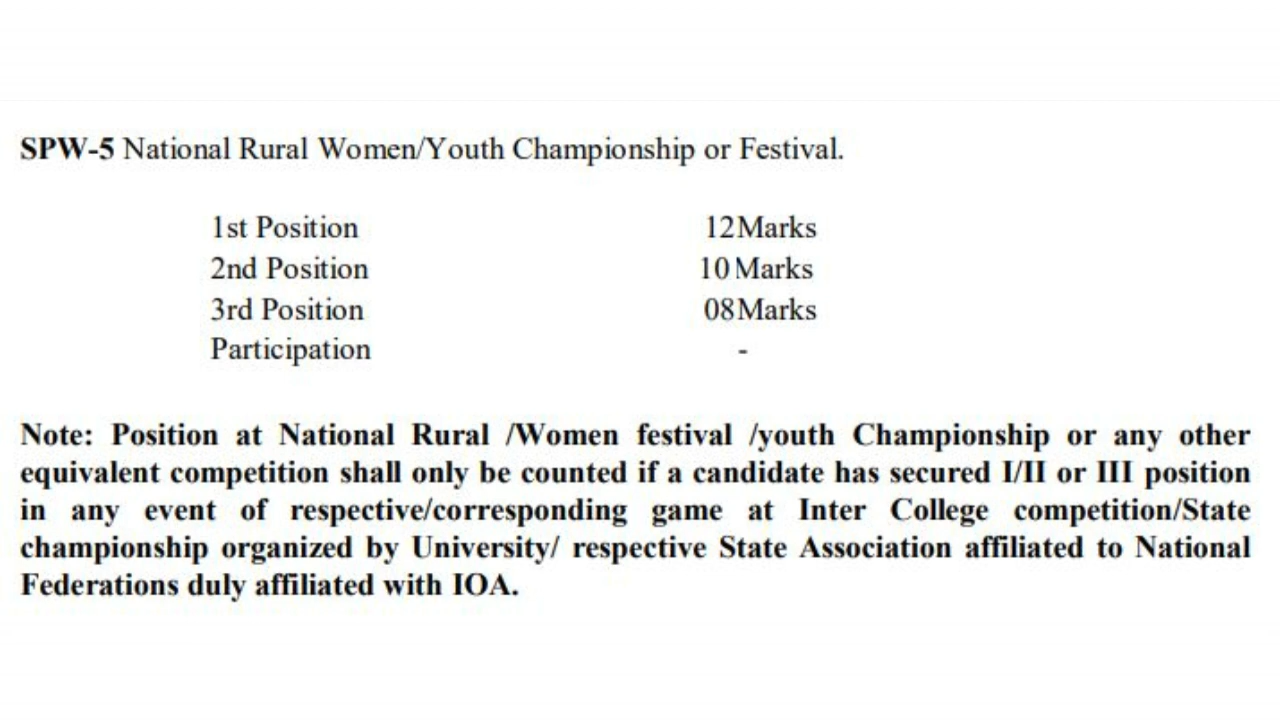 SPW-5 National Rural Women/Youth Championship or Festival.
1st Position 12Marks
2nd Position 10 Marks
3rd Position 08Marks
Participation -
Note: Position at National Rural /Women festival /youth Championship or any other
equivalent competition shall only be counted if a candidate has secured I/II or III position
in any event of respective/corresponding game at Inter College competition/State
championship organized by University/ respective State Association affiliated to National
Federations duly affiliated with IOA.